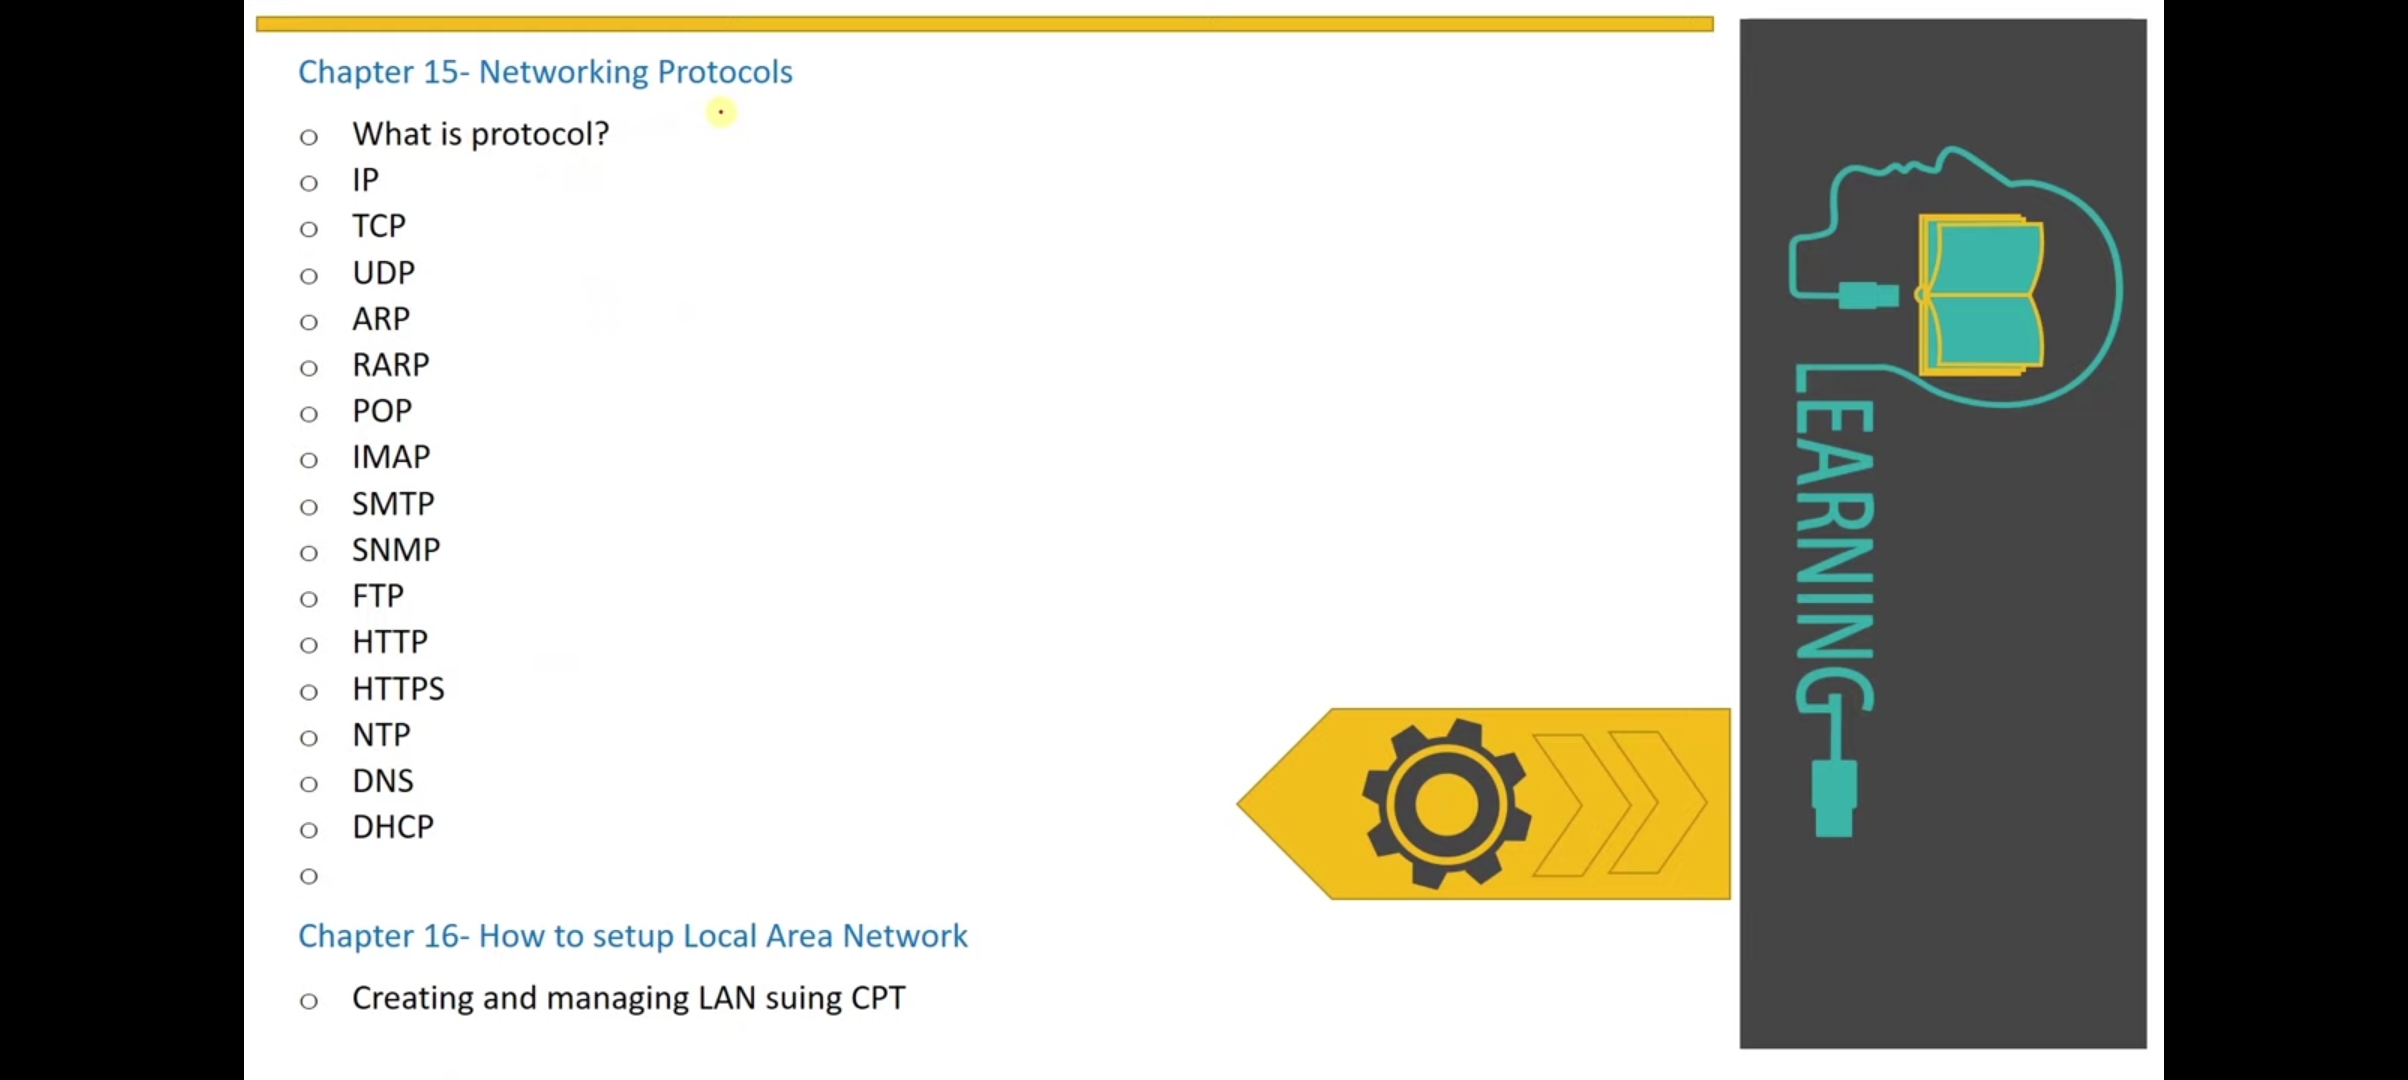 Chapter 15- Networking Protocols
What is protocol?
IP
TCP
UDP
ARP
RARP
POP
IMAP
SMTP
SNMP
FTP
HTTP
HTTPS
NTP
DNS
DHCP
Chapter 16- How to setup Local Area Network
Creating and managing LAN suing CPT
LEARNING